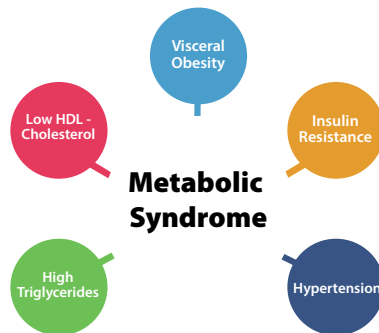 Visceral
Obesity
Low HDL -
Cholesterol
Insulin
Resistance
Metabolic
Syndrome
High
Triglycerides
Hypertension